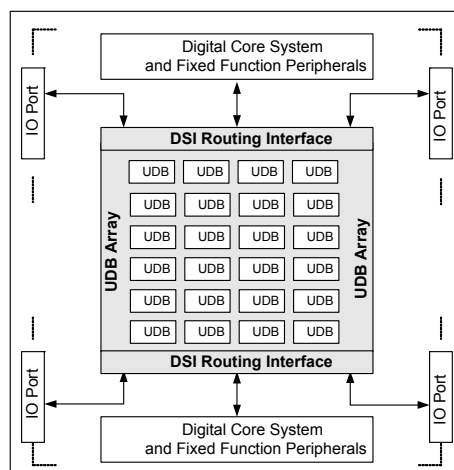 Digital Core System
and Fixed Function Peripherals
IO Port
IO Port
DSI Routing Interface
UDB UDB UDB UDB
UDB UDB UDB UDB
UDB UDB UDB UDB
UDB UDB UDB UDB
UDB UDB UDB UDB
UDB UDB UDB UDB
UDB Array
UDB Array
DSI Routing Interface
IO Port
IO Port
Digital Core System
and Fixed Function Peripherals